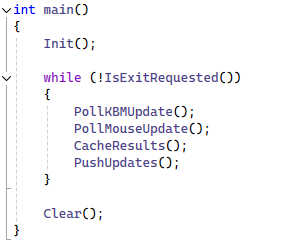 int main()
{
    Init();
    while (!IsExitRequested())
    {
        PollKBMUpdate();
        PollMouseUpdate();
        CacheResults();
        PushUpdates();
    }
    Clear();
}